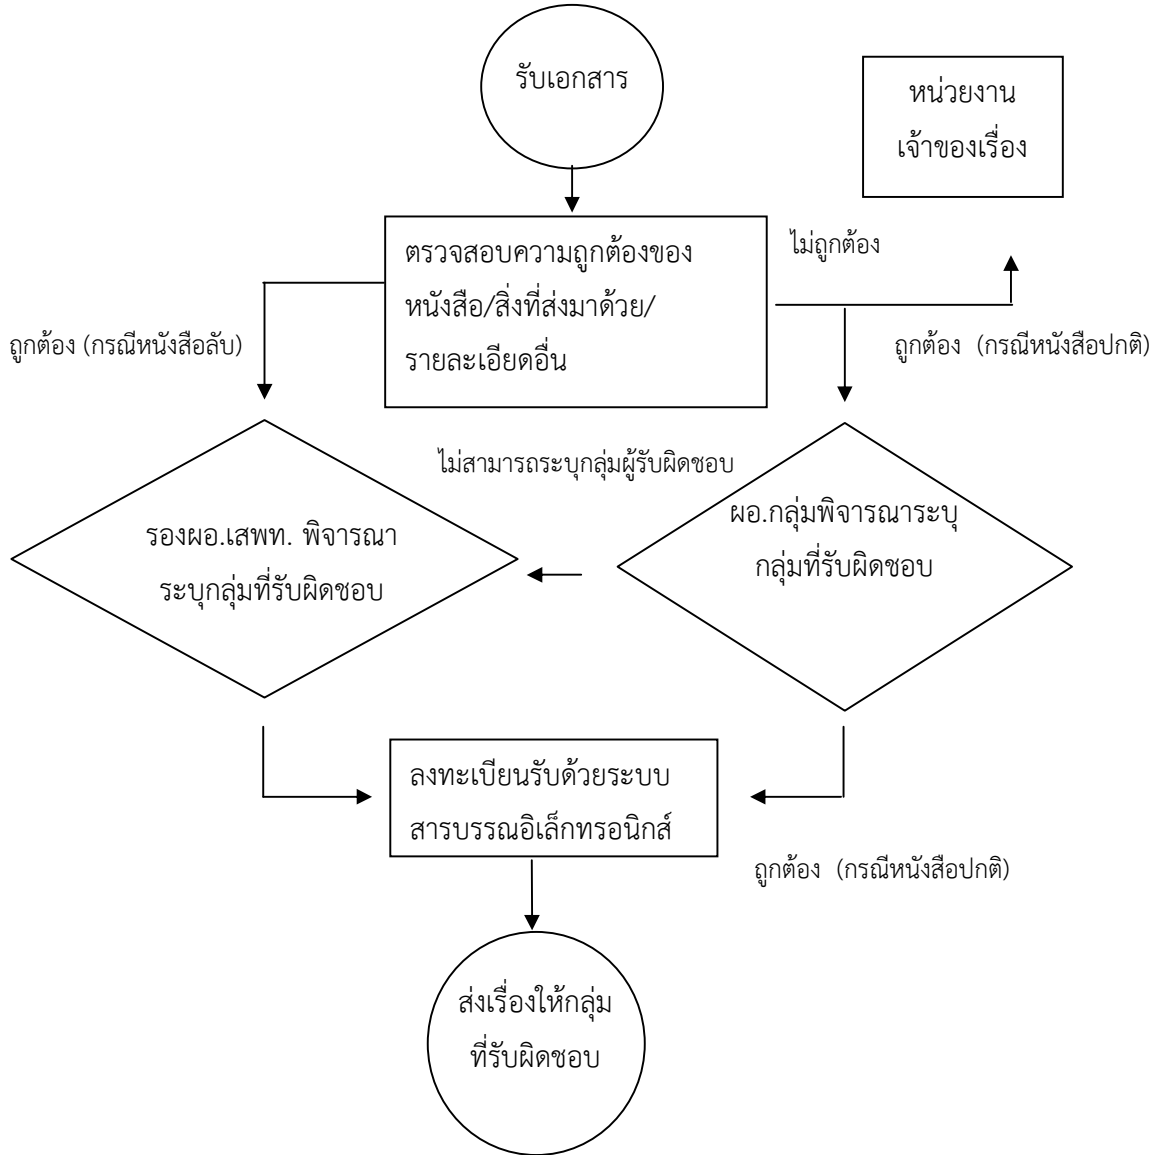 รับเอกสาร
หน่วยงาน
เจ้าของเรื่อง
ตรวจสอบความถูกต้องของ
หนังสือ/สิ่งที่ส่งมาด้วย/
รายละเอียดอื่น
ไม่ถูกต้อง
ถูกต้อง (กรณีหนังสือลับ)
ถูกต้อง (กรณีหนังสือปกติ)
ไม่สามารถระบุกลุ่มผู้รับผิดชอบ
รองผอ.เสพท. พิจารณา
ระบุกลุ่มที่รับผิดชอบ
ผอ.กลุ่มพิจารณาระบุ
กลุ่มที่รับผิดชอบ
ลงทะเบียนรับด้วยระบบ
สารบรรณอิเล็กทรอนิกส์
ถูกต้อง (กรณีหนังสือปกติ)
ส่งเรื่องให้กลุ่ม
ที่รับผิดชอบ